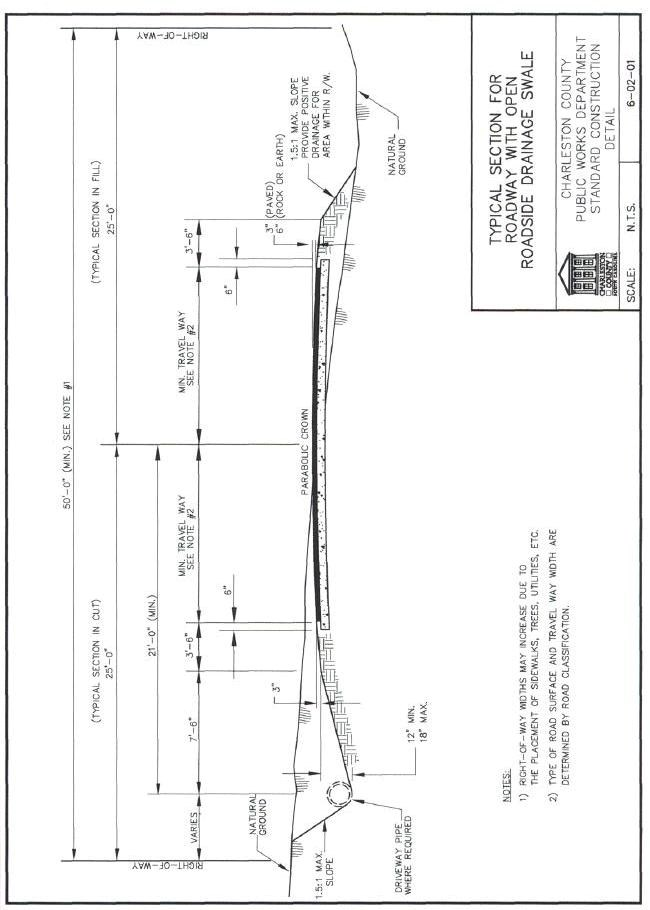 RIGHT-OF-WAY
RIGHT-OF-WAY
50'-0" (MIN.) SEE NOTE #1
(TYPICAL SECTION IN CUT)
25'-0"
(TYPICAL SECTION IN FILL)
25'-0"
21'-0" (MIN.)
VARIES
7'-6"
3'-6"
MIN. TRAVEL WAY
SEE NOTE #2
MIN. TRAVEL WAY
SEE NOTE #2
3'-6"
6"
6"
3"
3" (PAVED)
6" (ROCK OR EARTH)
1.5:1 MAX. SLOPE
PROVIDE POSITIVE
DRAINAGE FOR
AREA WITHIN R/W.
NATURAL
GROUND
PARABOLIC CROWN
NATURAL
GROUND
1.5:1 MAX.
SLOPE
12" MIN.
18" MAX.
DRIVEWAY PIPE
WHERE REQUIRED
NOTES:
1) RIGHT-OF-WAY WIDTHS MAY INCREASE DUE TO
THE PLACEMENT OF SIDEWALKS, TREES, UTILITIES, ETC.
2) TYPE OF ROAD SURFACE AND TRAVEL WAY WIDTH ARE
DETERMINED BY ROAD CLASSIFICATION.
TYPICAL SECTION FOR
ROADWAY WITH OPEN
ROADSIDE DRAINAGE SWALE
CHARLESTON
COUNTY
SOUTH CAROLINA
CHARLESTON COUNTY
PUBLIC WORKS DEPARTMENT
STANDARD CONSTRUCTION
DETAIL
SCALE: N.T.S. 6-02-01